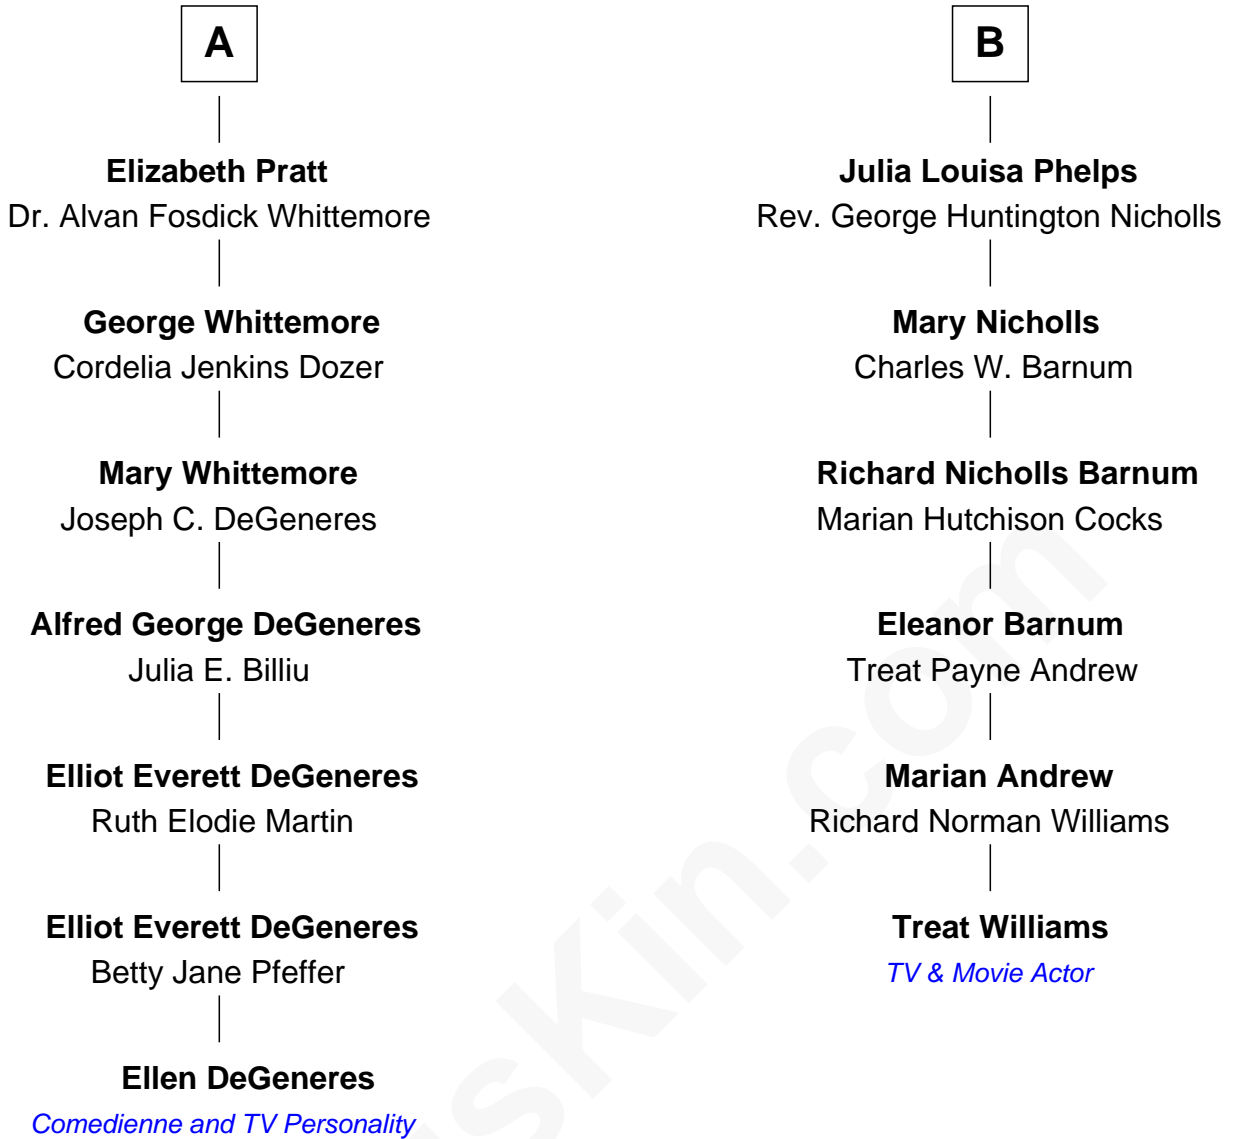 A
Elizabeth Pratt
Dr. Alvan Fosdick Whittemore
George Whittemore
Cordelia Jenkins Dozer
Mary Whittemore
Joseph C. DeGeneres
Alfred George DeGeneres
Julia E. Billiu
Elliot Everett DeGeneres
Ruth Elodie Martin
Elliot Everett DeGeneres
Betty Jane Pfeffer
Ellen DeGeneres
Comedienne and TV Personality
B
Julia Louisa Phelps
Rev. George Huntington Nicholls
Mary Nicholls
Charles W. Barnum
Richard Nicholls Barnum
Marian Hutchison Cocks
Eleanor Barnum
Treat Payne Andrew
Marian Andrew
Richard Norman Williams
Treat Williams
TV & Movie Actor
sKin.com